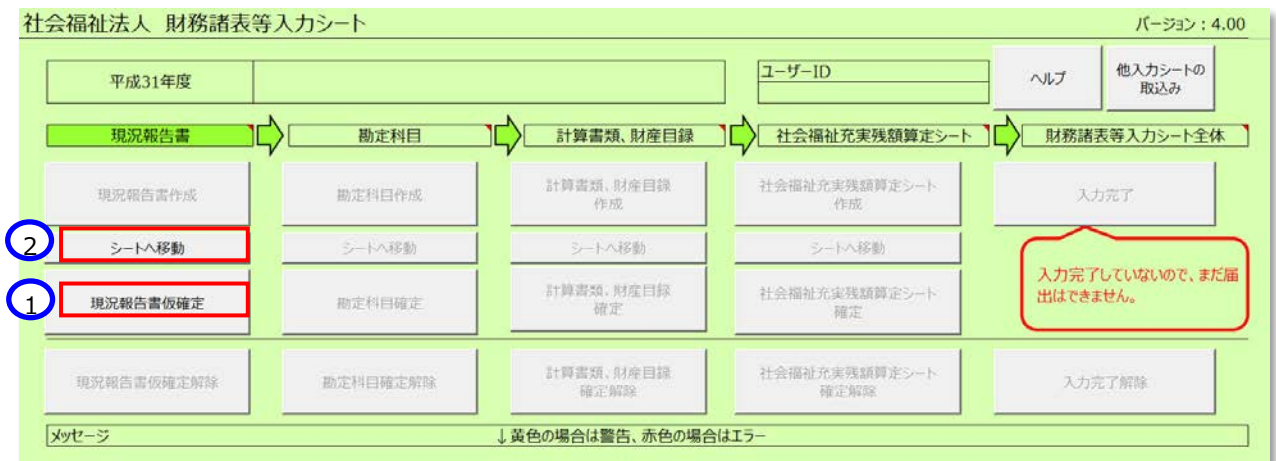 社会福祉法人 財務諸表等入力シート
バージョン：4.00
平成31年度
ユーザーID
ヘルプ
他入力シートの
取込み
現況報告書
勘定科目
計算書類、財産目録
社会福祉充実残額算定シート
財務諸表等入力シート全体
現況報告書作成
勘定科目作成
計算書類、財産目録
作成
社会福祉充実残額算定シート
作成
入力完了
2
シートへ移動
シートへ移動
シートへ移動
シートへ移動
入力完了していないので、まだ届
出はできません。
1
現況報告書仮確定
勘定科目確定
計算書類、財産目録
確定
社会福祉充実残額算定シート
確定
現況報告書仮確定解除
勘定科目確定解除
計算書類、財産目録
確定解除
社会福祉充実残額算定シート
確定解除
入力完了解除
メッセージ
↓黄色の場合は警告、赤色の場合はエラー